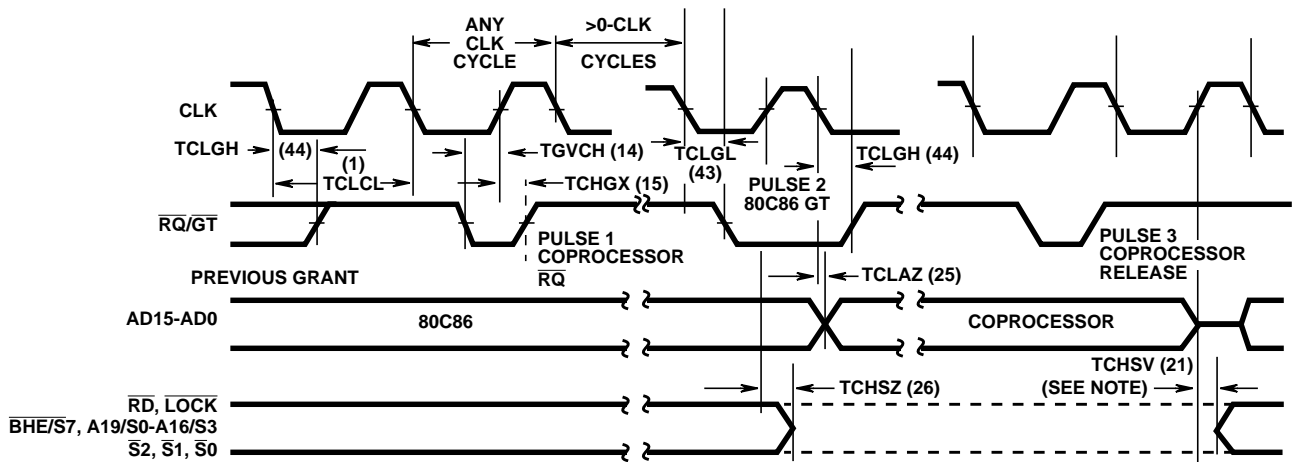 ANY
CLK
CYCLE
>0-CLK
CYCLES
CLK
TCLGH
(44)
(1)
TCLCL
TGVCH (14)
TCHGX (15)
TCLGL
(43)
PULSE 2
80C86 GT
TCLGH (44)
RQ/GT
PULSE 1
COPROCESSOR
RQ
PULSE 3
COPROCESSOR
RELEASE
PREVIOUS GRANT
TCLAZ (25)
AD15-AD0
80C86
COPROCESSOR
TCHSV (21)
(SEE NOTE)
TCHSZ (26)
RD, LOCK
BHE/S7, A19/S0-A16/S3
S2, S1, S0